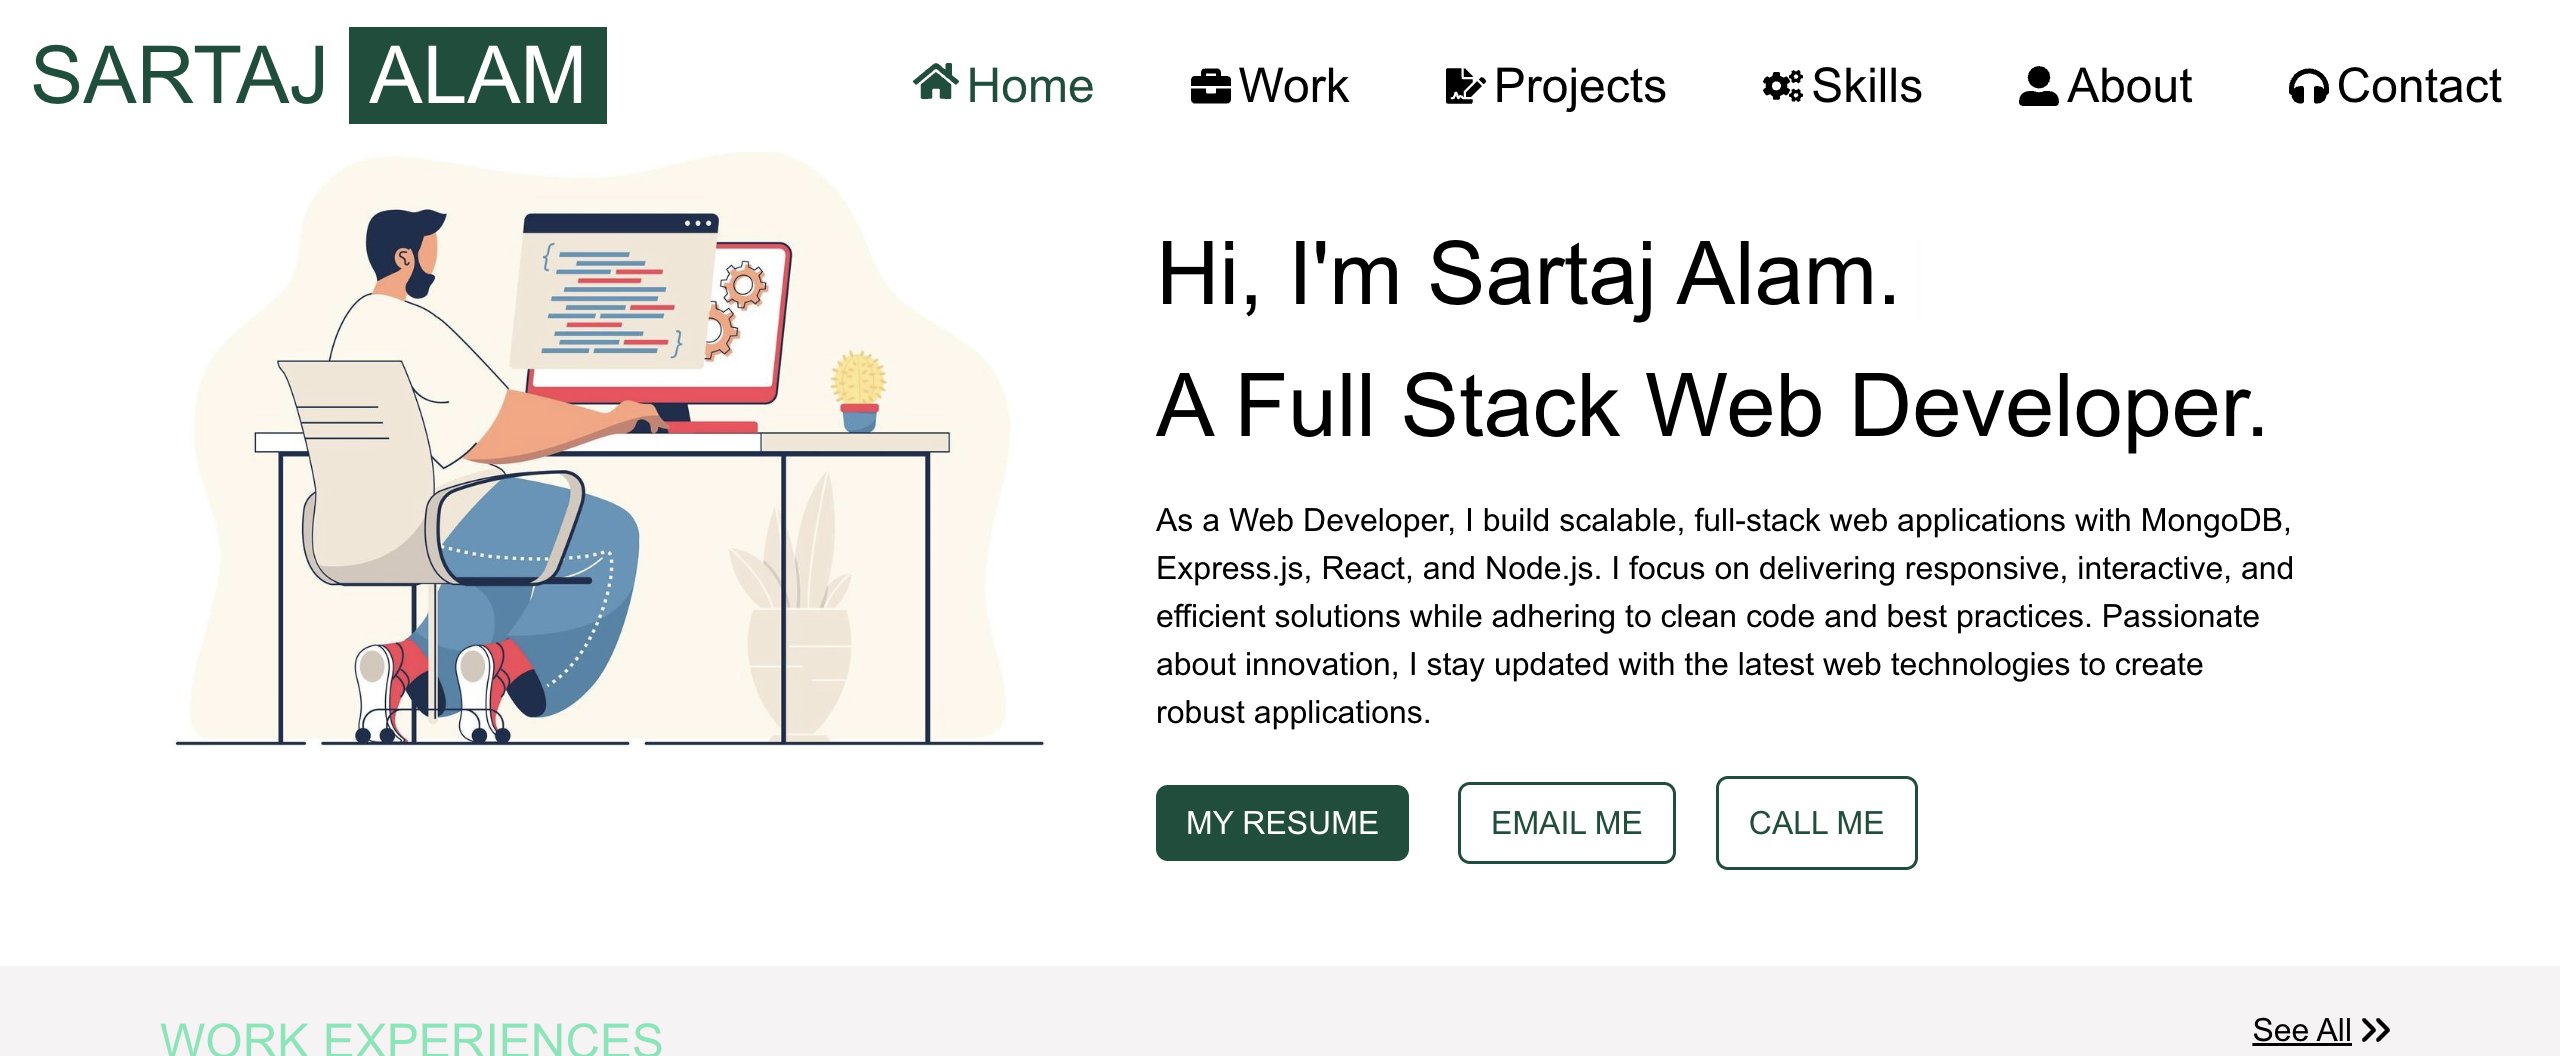 SARTAJ ALAM
Home Work Projects Skills About Contact
Hi, I'm Sartaj Alam.
A Full Stack Web Developer.
As a Web Developer, I build scalable, full-stack web applications with MongoDB,
Express.js, React, and Node.js. I focus on delivering responsive, interactive, and
efficient solutions while adhering to clean code and best practices. Passionate
about innovation, I stay updated with the latest web technologies to create
robust applications.
MY RESUME EMAIL ME CALL ME
WORK EXPERIENCES
See All